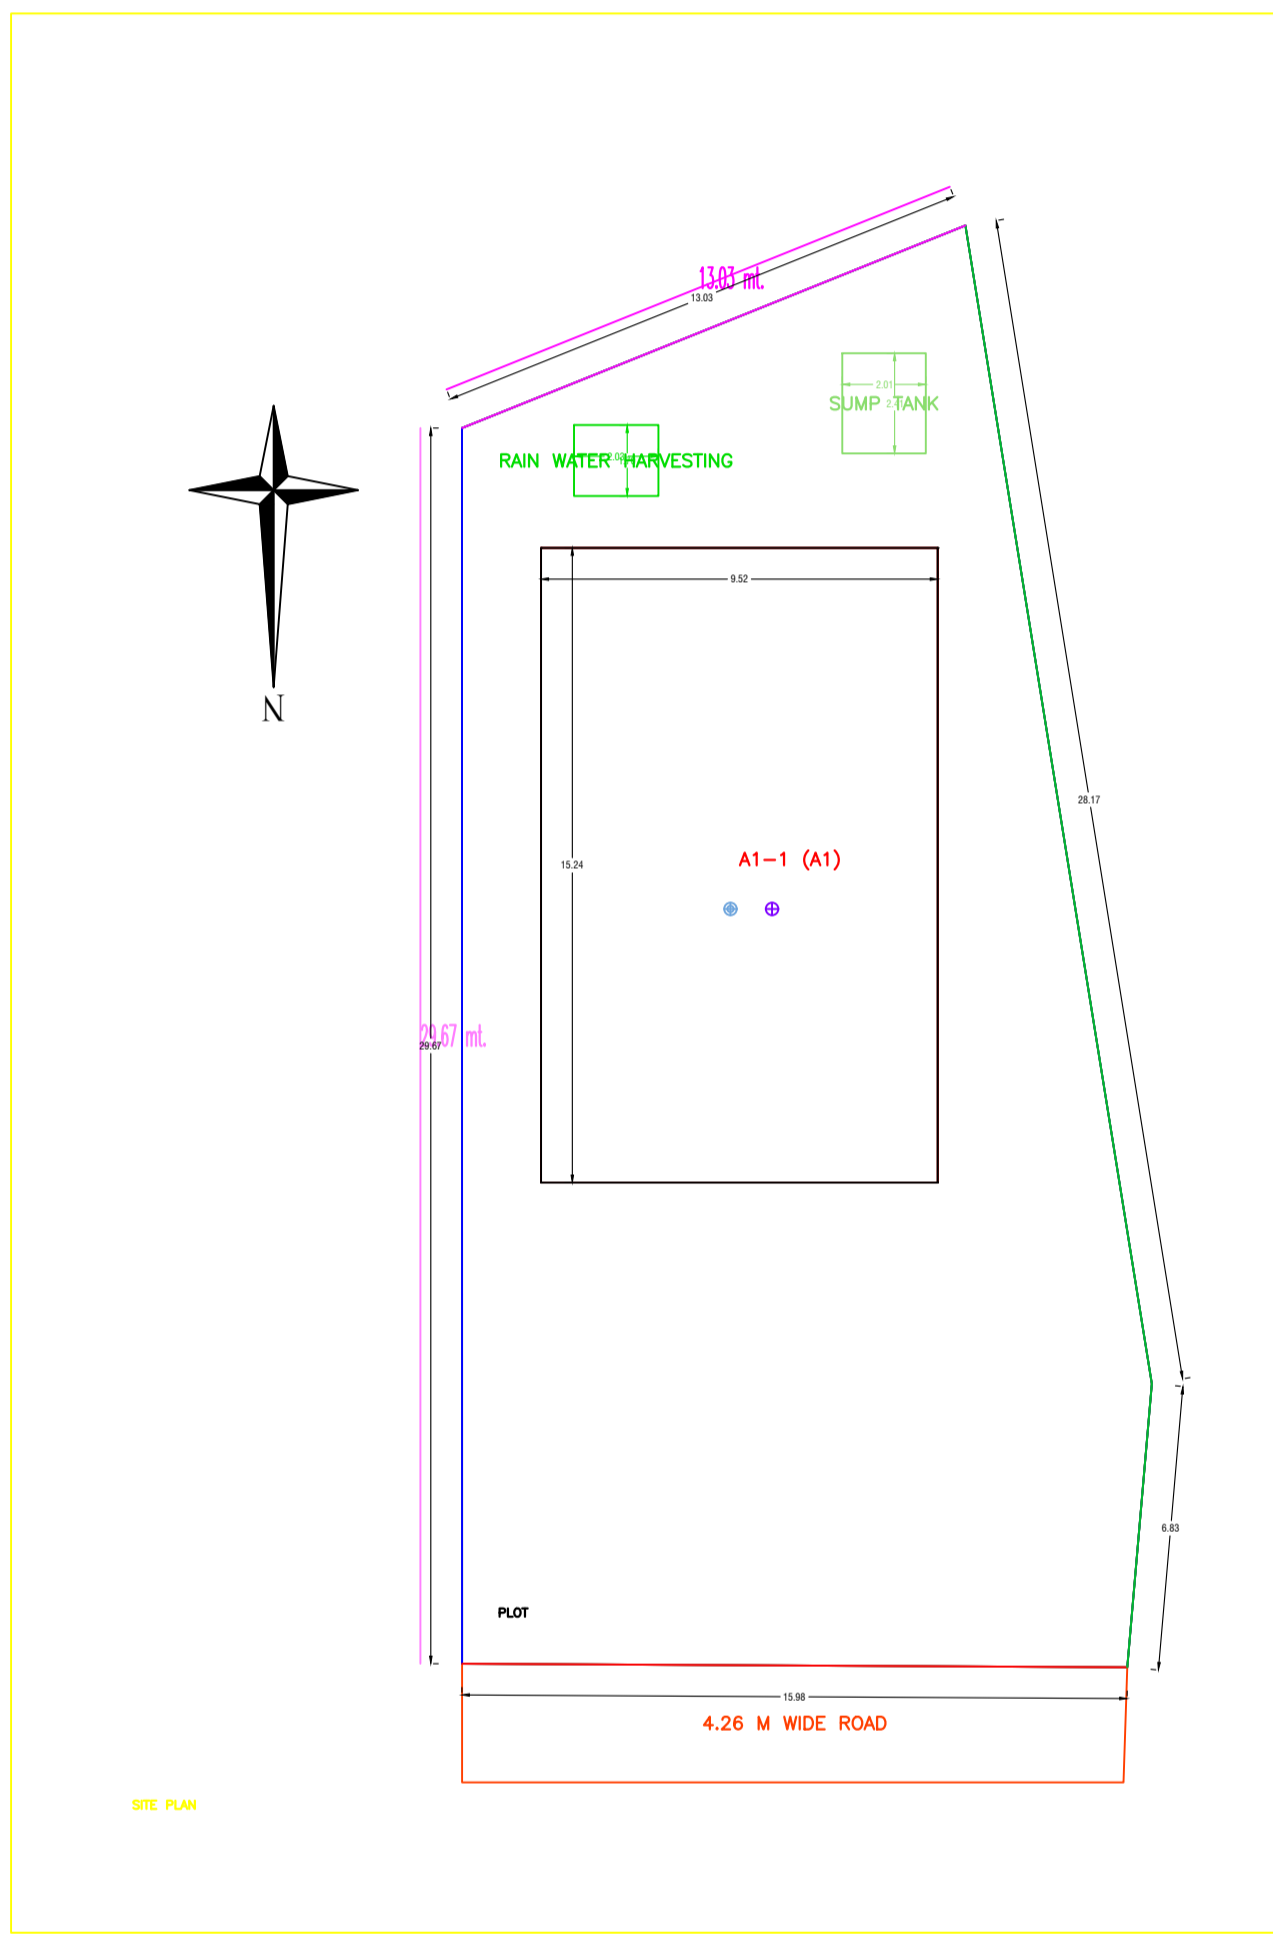 13.03 mt.
13.03
2.01
SUMP TANK
RAIN WATER HARVESTING
9.52
N
28.17
A1-1 (A1)
15.24
29.67 mt.
29.67
6.83
PLOT
15.98
4.26 M WIDE ROAD
SITE PLAN